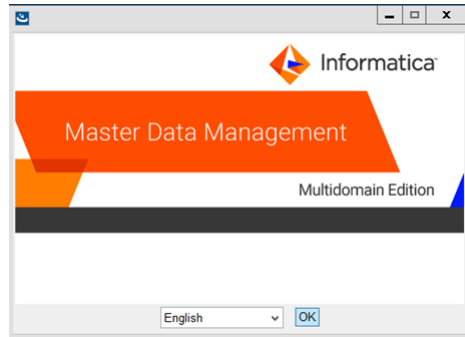 Informatica
Master Data Management
Multidomain Edition
English
OK